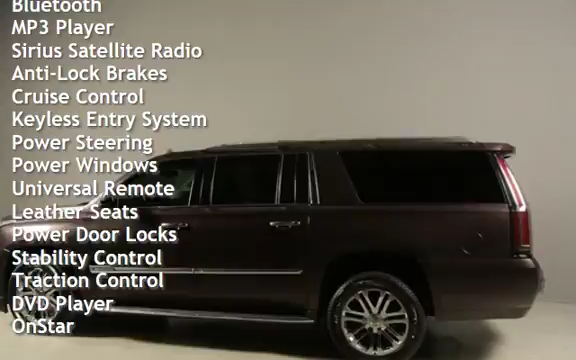 Bluetooth
MP3 Player
Sirius Satellite Radio
Anti-Lock Brakes
Cruise Control
Keyless Entry System
Power Steering
Power Windows
Universal Remote
Leather Seats
Power Door Locks
Stability Control
Traction Control
DVD Player
OnStar